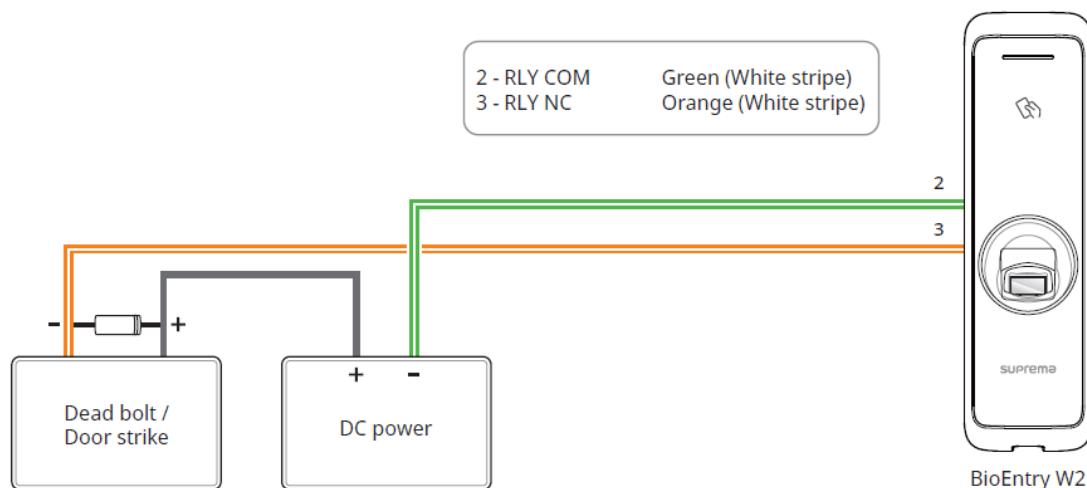 2 - RLY COM Green (White stripe)
3 - RLY NC Orange (White stripe)
2
3
- +
+ -
Dead bolt /
Door strike
DC power
suprema
BioEntry W2